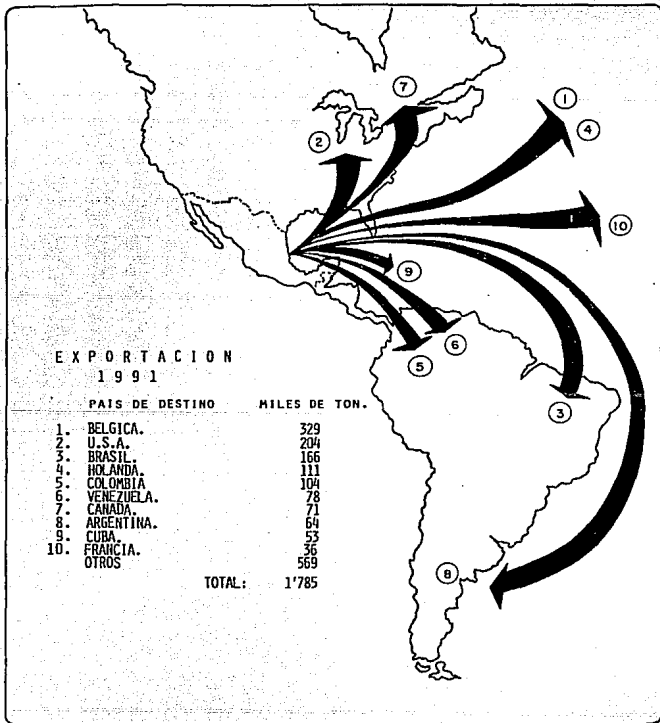 7
1
4
2
10
9
6
5
3
8
EXPORTACION
1991
PAIS DE DESTINO MILES DE TON.
1. BELGICA. 329
2. U.S.A. 204
3. BRASIL. 166
4. HOLANDA. 111
5 COLOMBIA 104
6. VENEZUELA. 78
7. CANADA. 71
8. ARGENTINA. 64
9. CUBA. 53
10. FRANCIA. 36
OTROS 569
TOTAL: 1'785